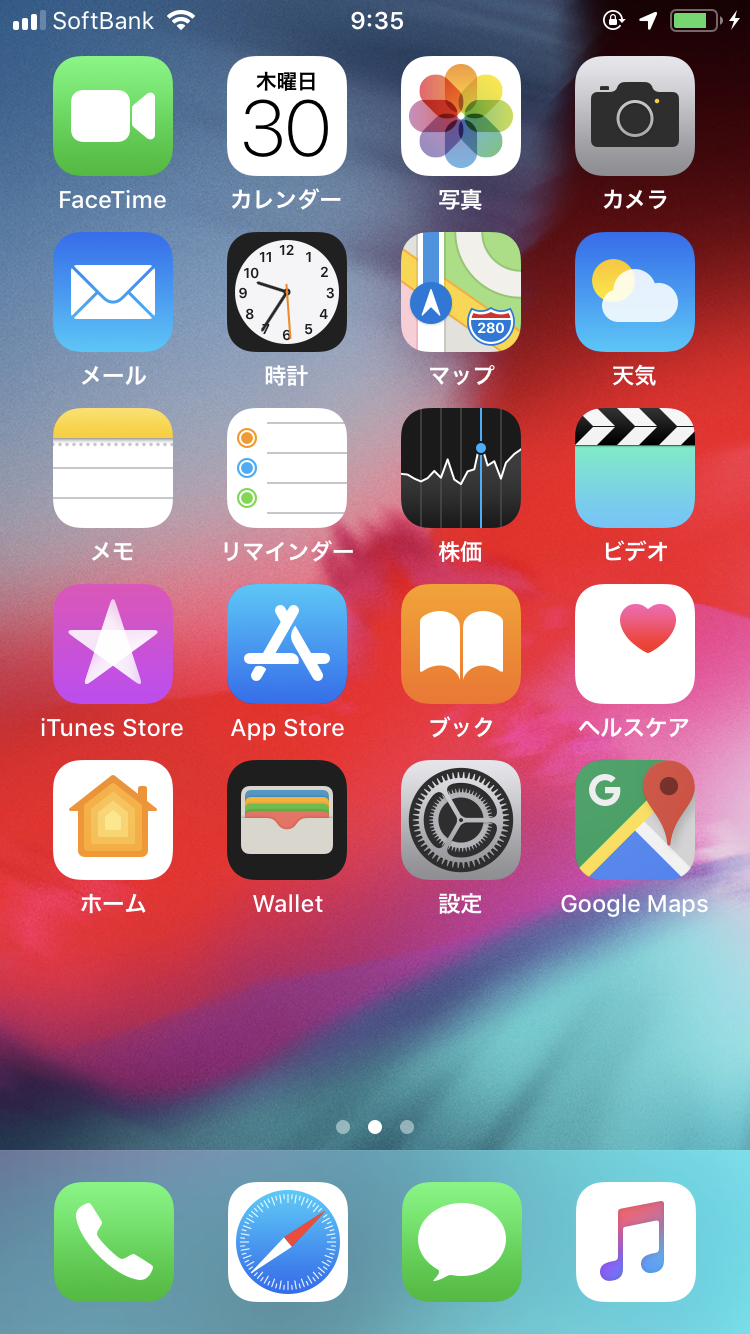 SoftBank 9:35
木曜日
30
FaceTime カレンダー 写真 カメラ
12
11 1
10 2
9 3
8 4
7 5
6
280
メール 時計 マップ 天気
メモ リマインダー 株価 ビデオ
iTunes Store App Store ブック ヘルスケア
G
ホーム Wallet 設定 Google Maps